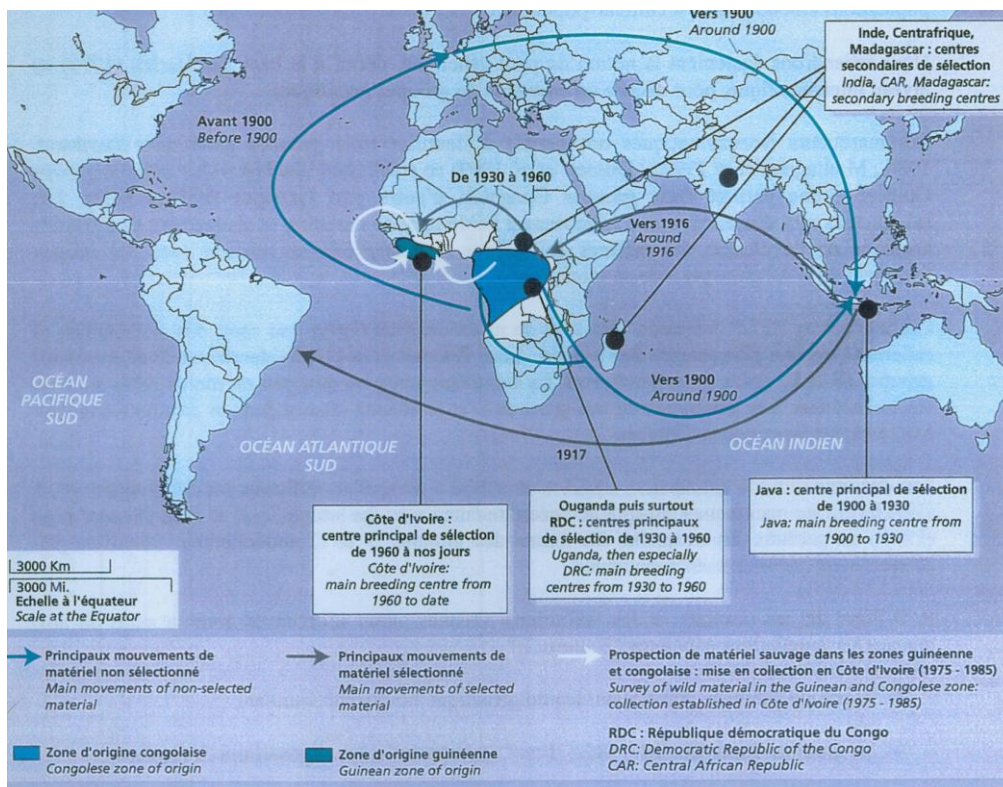 Vers 1900
Around 1900
Inde, Centrafrique,
Madagascar : centres
secondaires de sélection
India, CAR, Madagascar:
secondary breeding centres
Avant 1900
Before 1900
De 1930 à 1960
Vers 1916
Around
1916
Vers 1900
Around 1900
OCÉAN
PACIFIQUE
SUD
OCÉAN ATLANTIQUE
SUD
OCÉAN INDIEN
1917
Côte d'Ivoire :
centre principal de sélection
de 1960 à nos jours
Côte d'Ivoire:
main breeding centre from
1960 to date
Ouganda puis surtout
RDC : centres principaux
de sélection de 1930 à 1960
Uganda, then especially
DRC: main breeding
centres from 1930 to 1960
Java : centre principal de sélection
de 1900 à 1930
Java: main breeding centre from
1900 to 1930
3000 Km
3000 Mi.
Echelle à l'équateur
Scale at the Equator
Principaux mouvements de
matériel non sélectionné
Main movements of non-selected
material
Principaux mouvements de
matériel sélectionné
Main movements of selected
material
Prospection de matériel sauvage dans les zones guinéenne
et congolaise : mise en collection en Côte d'Ivoire (1975 - 1985)
Survey of wild material in the Guinean and Congolese zone:
collection established in Côte d'Ivoire (1975 - 1985)
RDC : République démocratique du Congo
DRC: Democratic Republic of the Congo
CAR: Central African Republic
Zone d'origine congolaise
Congolese zone of origin
Zone d'origine guinéenne
Guinean zone of origin